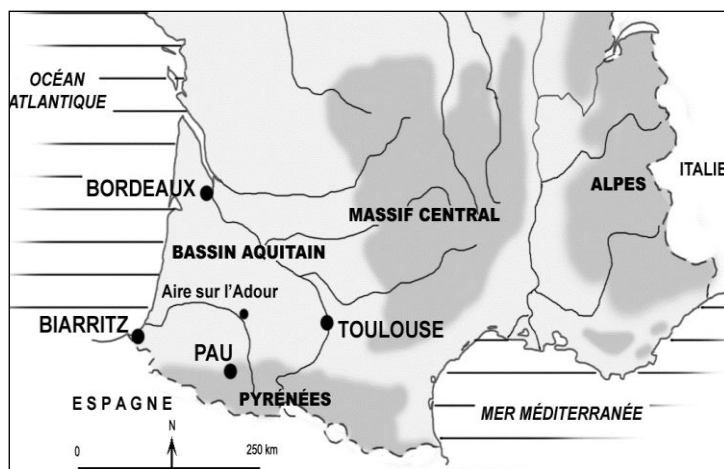 OCÉAN
ATLANTIQUE
ITALIE
ALPES
BORDEAUX
MASSIF CENTRAL
BASSIN AQUITAIN
Aire sur l'Adour
BIARRITZ
TOULOUSE
PAU
PYRÉNÉES
ESPAGNE
MER MÉDITERRANÉE
N
0
250 km